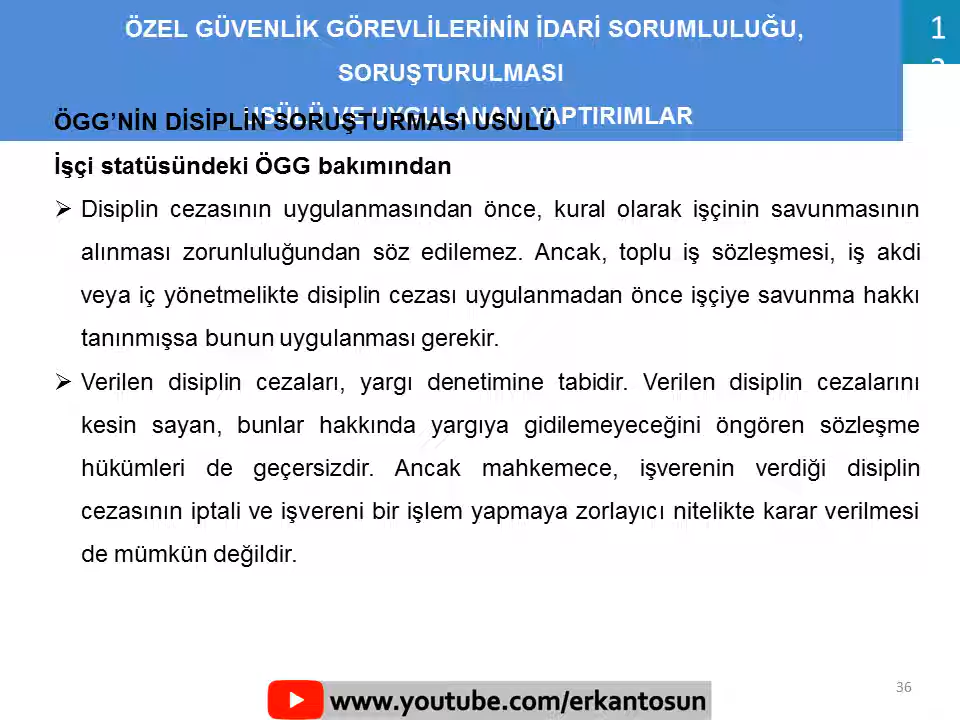 ÖZEL GÜVENLİK GÖREVLİLERİNİN İDARİ SORUMLULUĞU,
1
SORUŞTURULMASI
USÜLÜ VE UYGULANAN YAPTIRIMLAR
ÖGG’NİN DİSİPLİN SORUŞTURMASI USULÜ
İşçi statüsündeki ÖGG bakımından
➢ Disiplin cezasının uygulanmasından önce, kural olarak işçinin savunmasının
alınması zorunluluğundan söz edilemez. Ancak, toplu iş sözleşmesi, iş akdi
veya iç yönetmelikte disiplin cezası uygulanmadan önce işçiye savunma hakkı
tanınmışsa bunun uygulanması gerekir.
➢ Verilen disiplin cezaları, yargı denetimine tabidir. Verilen disiplin cezalarını
kesin sayan, bunlar hakkında yargıya gidilemeyeceğini öngören sözleşme
hükümleri de geçersizdir. Ancak mahkemece, işverenin verdiği disiplin
cezasının iptali ve işvereni bir işlem yapmaya zorlayıcı nitelikte karar verilmesi
de mümkün değildir.
36
www.youtube.com/erkantosun